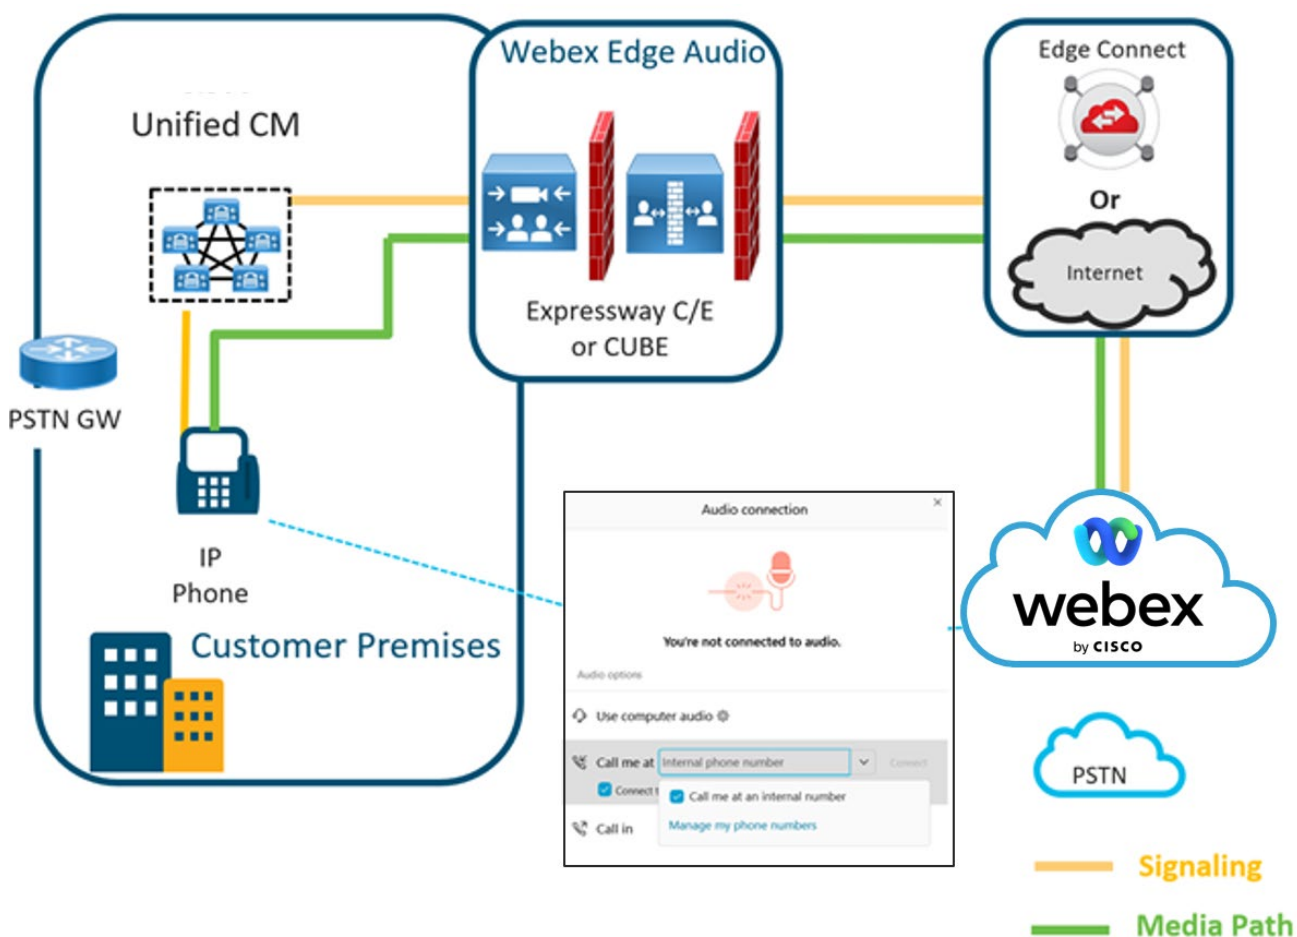 Webex Edge Audio
Edge Connect
Unified CM
Or
Internet
Expressway C/E
or CUBE
PSTN GW
IP
Phone
Customer Premises
Audio connection
You're not connected to audio.
Audio options
Use computer audio
Call me at
Internal phone number
Connect
Connect t
Call me at an internal number
Manage my phone numbers
Call in
webex
by CISCO
PSTN
Signaling
Media Path